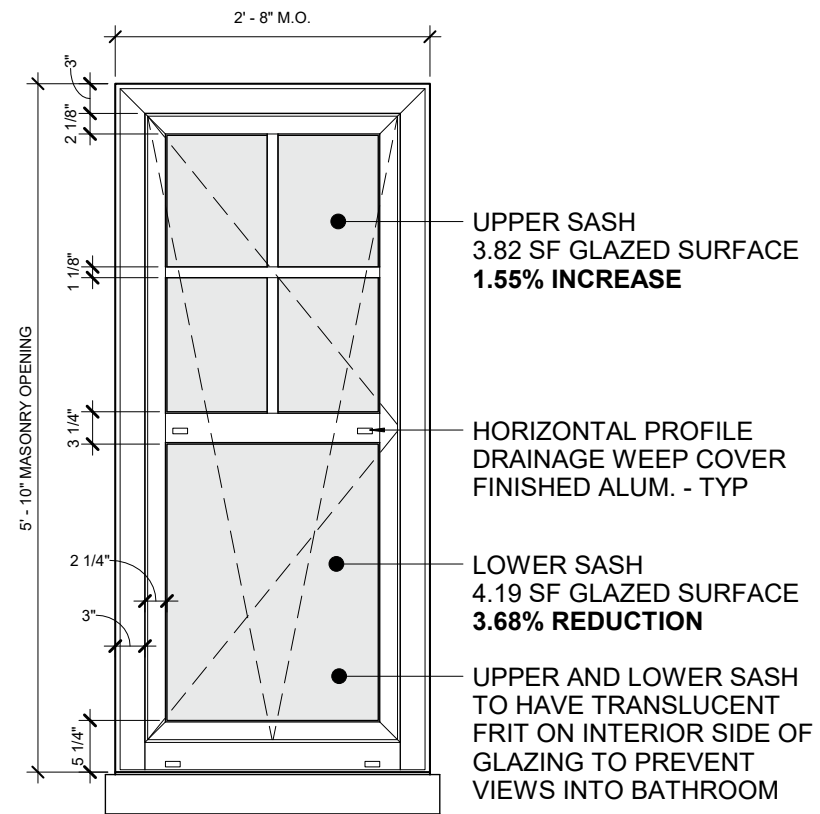 2' - 8" M.O.
3"
2 1/8"
UPPER SASH
3.82 SF GLAZED SURFACE
1.55% INCREASE
1 1/8"
5' - 10" MASONRY OPENING
3 1/4"
HORIZONTAL PROFILE
DRAINAGE WEEP COVER
FINISHED ALUM. - TYP
2 1/4"
LOWER SASH
4.19 SF GLAZED SURFACE
3.68% REDUCTION
3"
UPPER AND LOWER SASH
TO HAVE TRANSLUCENT
FRIT ON INTERIOR SIDE OF
GLAZING TO PREVENT
VIEWS INTO BATHROOM
5 1/4"